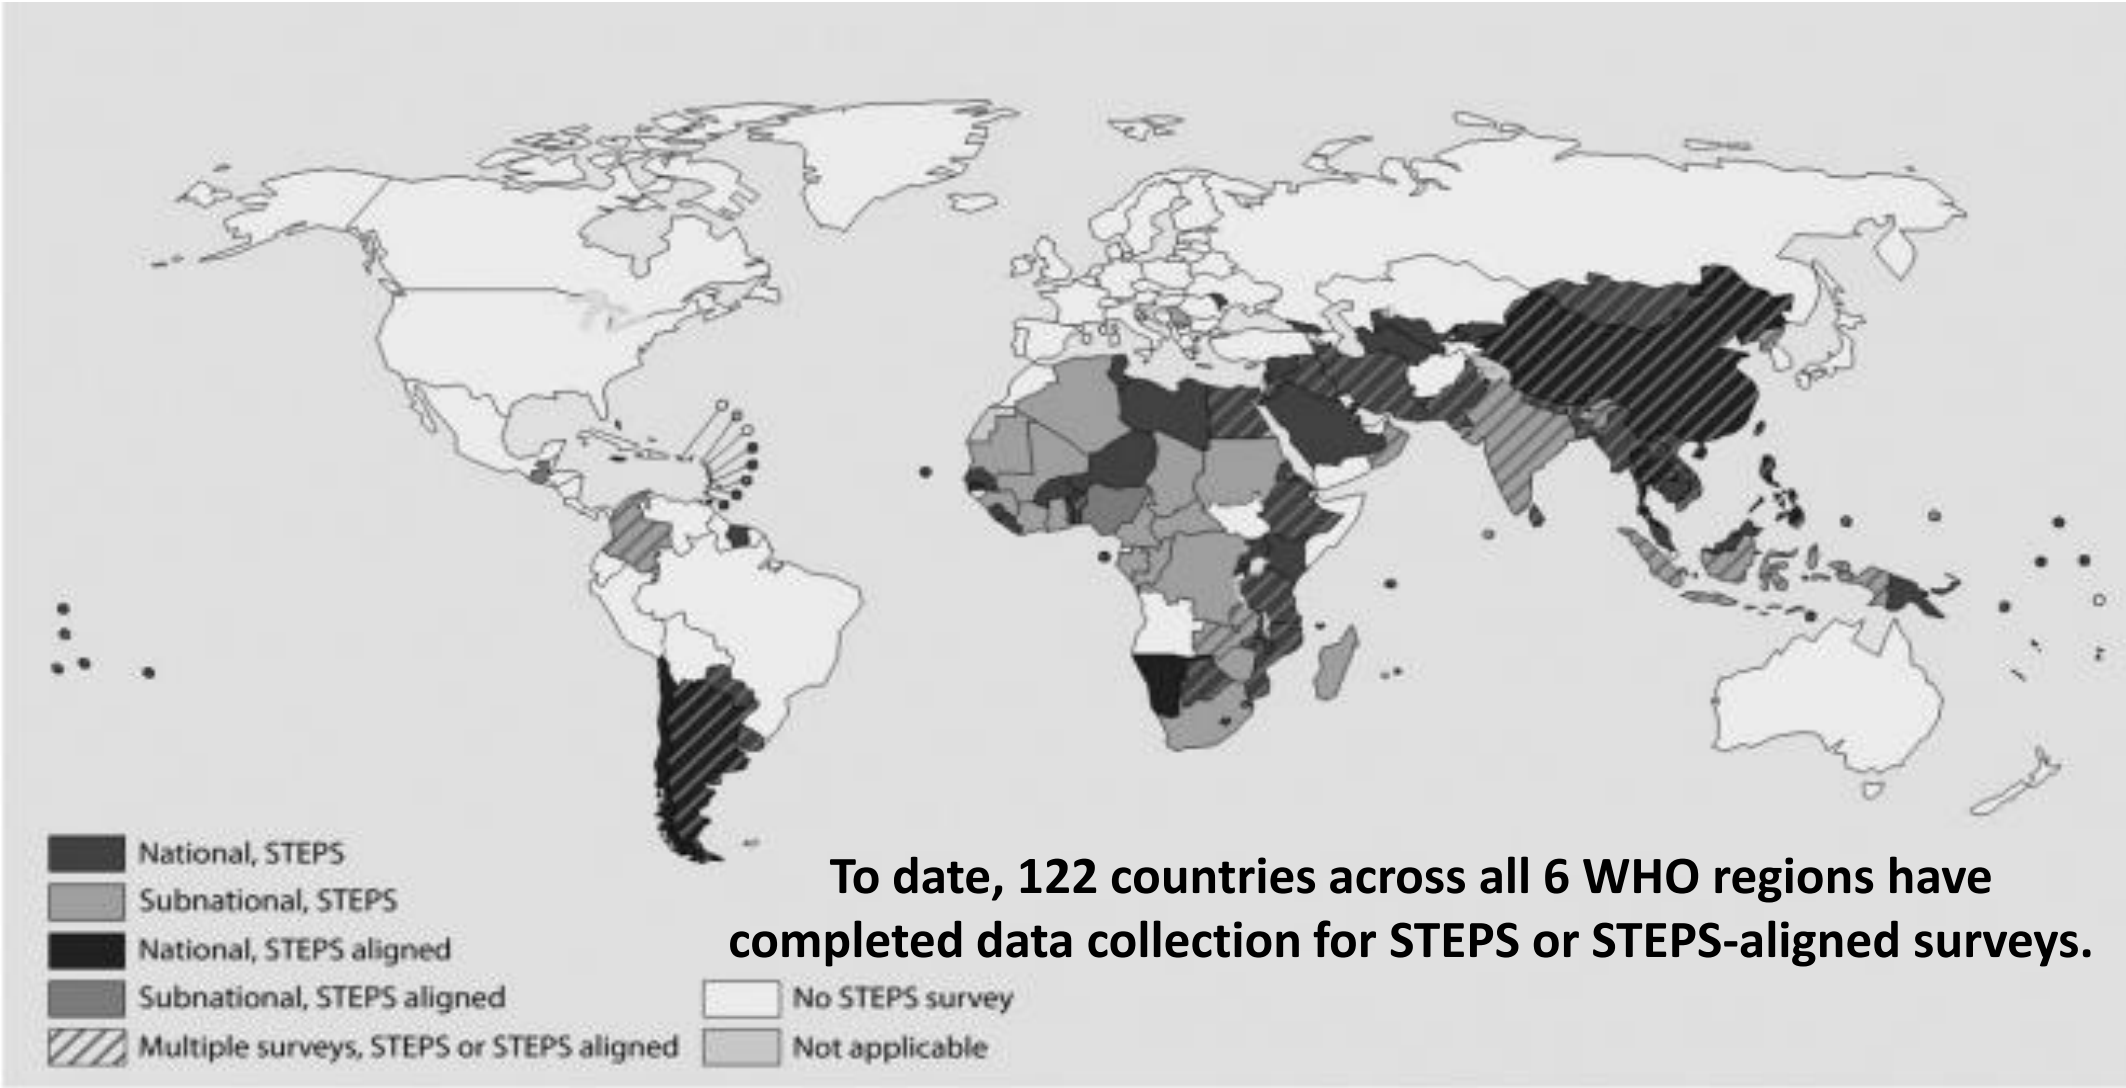 National, STEPS
Subnational, STEPS
National, STEPS aligned
Subnational, STEPS aligned
Multiple surveys, STEPS or STEPS aligned
No STEPS survey
Not applicable
To date, 122 countries across all 6 WHO regions have
completed data collection for STEPS or STEPS-aligned surveys.